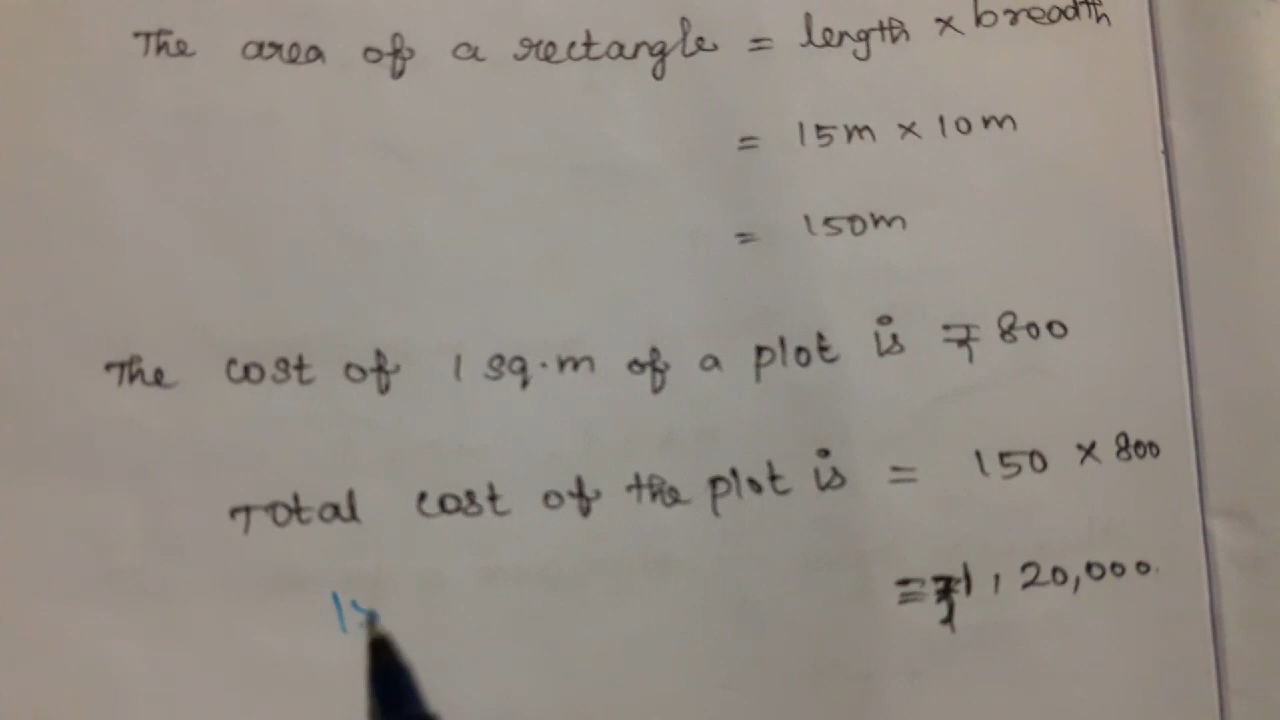 The area of a rectangle = length × breadth
= 15m × 10m
= 150m
The cost of 1 sq.m of a plot is ₹ 800
Total cost of the plot is = 150 × 800
= ₹1,20,000.